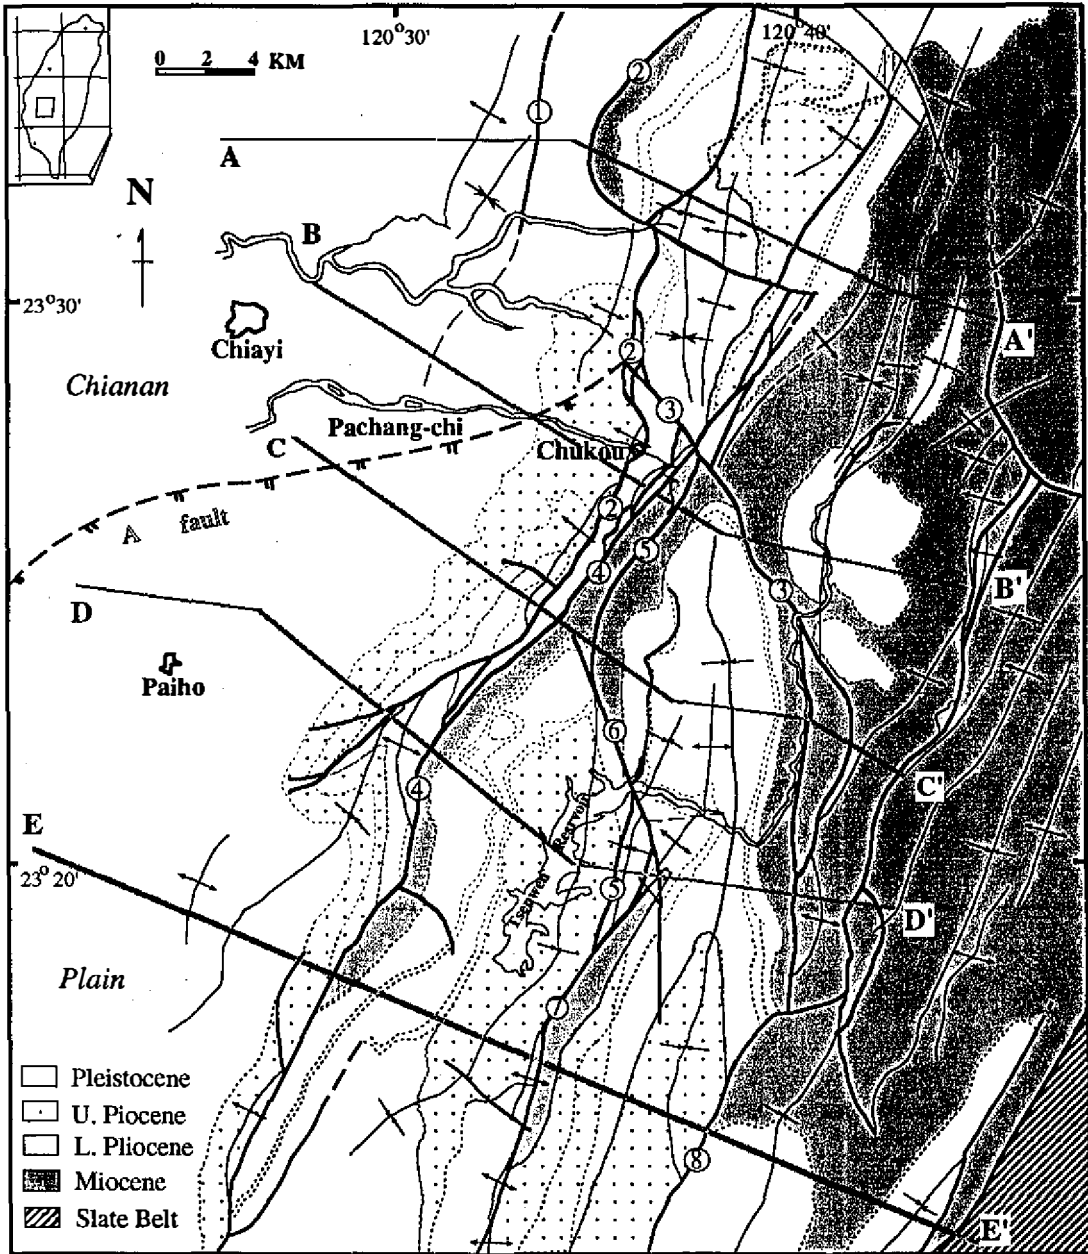 120°30'
120°40'
0 2 4 KM
2
1
A
N
B
23°30'
A'
Chiayi
2
Chianan
3
Pachang-chi
C
Chukou
2
A fault
5
4
3
B'
D
Paiho
6
C'
4
E
Reservoir
23°20'
5
D'
Tsengwen
Plain
7
Pleistocene
U. Piocene
L. Pliocene
8
Miocene
Slate Belt
E'